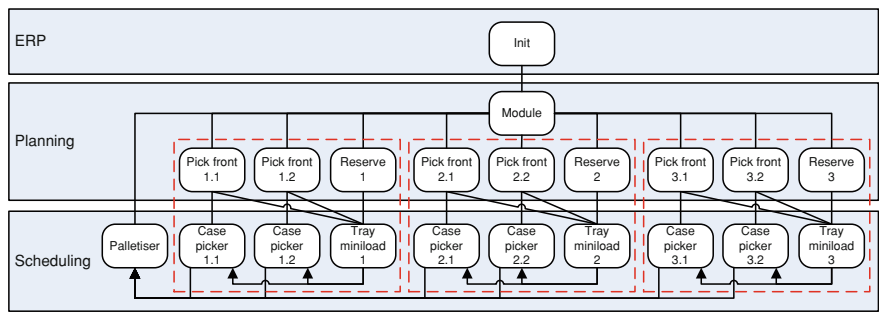 ERP
Init
Planning
Module
Pick front
1.1
Pick front
1.2
Reserve
1
Pick front
2.1
Pick front
2.2
Reserve
2
Pick front
3.1
Pick front
3.2
Reserve
3
Scheduling
Palletiser
Case
picker
1.1
Case
picker
1.2
Tray
miniload
1
Case
picker
2.1
Case
picker
2.2
Tray
miniload
2
Case
picker
3.1
Case
picker
3.2
Tray
miniload
3